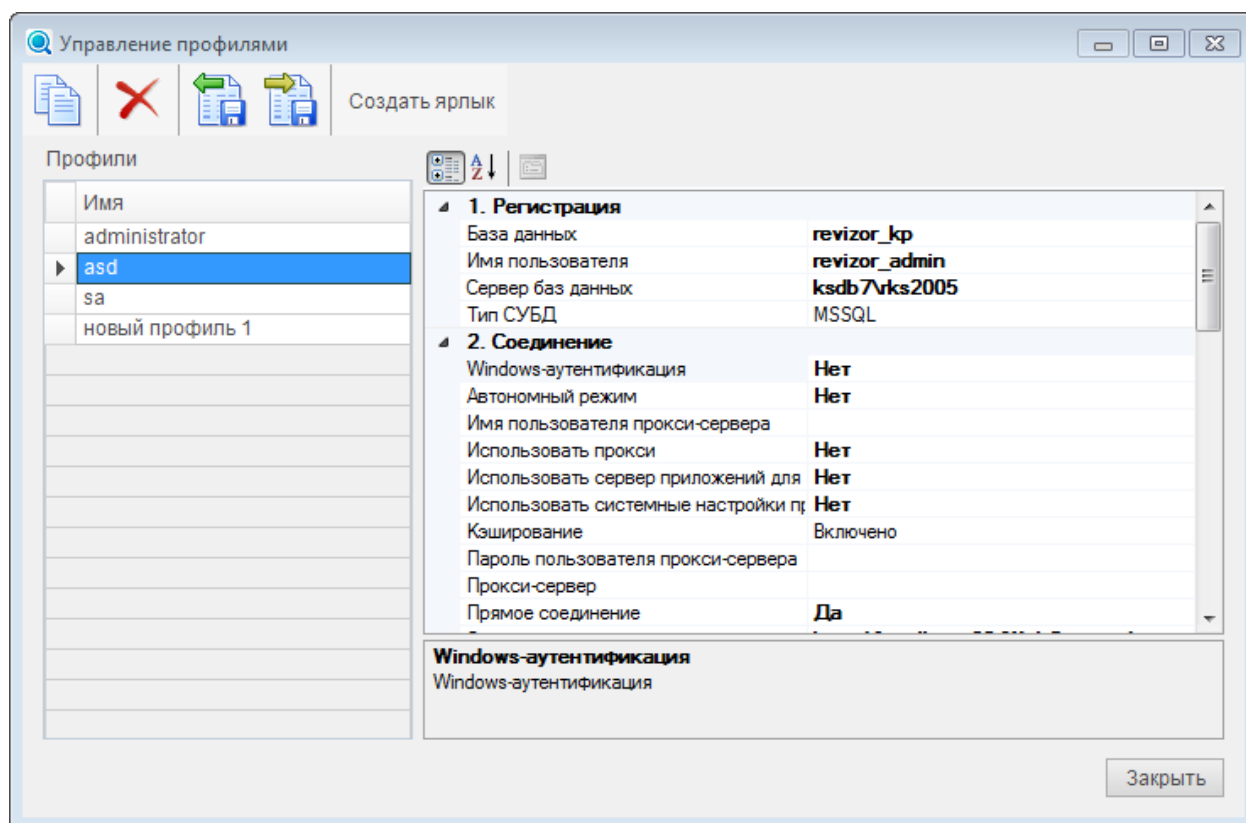 Управление профилями
Создать ярлык
Профили
Имя
administrator
asd
sa
новый профиль 1
1. Регистрация
База данных revizor_kp
Имя пользователя revizor_admin
Сервер баз данных ksdb7\rks2005
Тип СУБД MSSQL
2. Соединение
Windows-аутентификация Нет
Автономный режим Нет
Имя пользователя прокси-сервера
Использовать прокси Нет
Использовать сервер приложений для Нет
Использовать системные настройки пр Нет
Кэширование Включено
Пароль пользователя прокси-сервера
Прокси-сервер
Прямое соединение Да
Windows-аутентификация
Windows-аутентификация
Закрыть